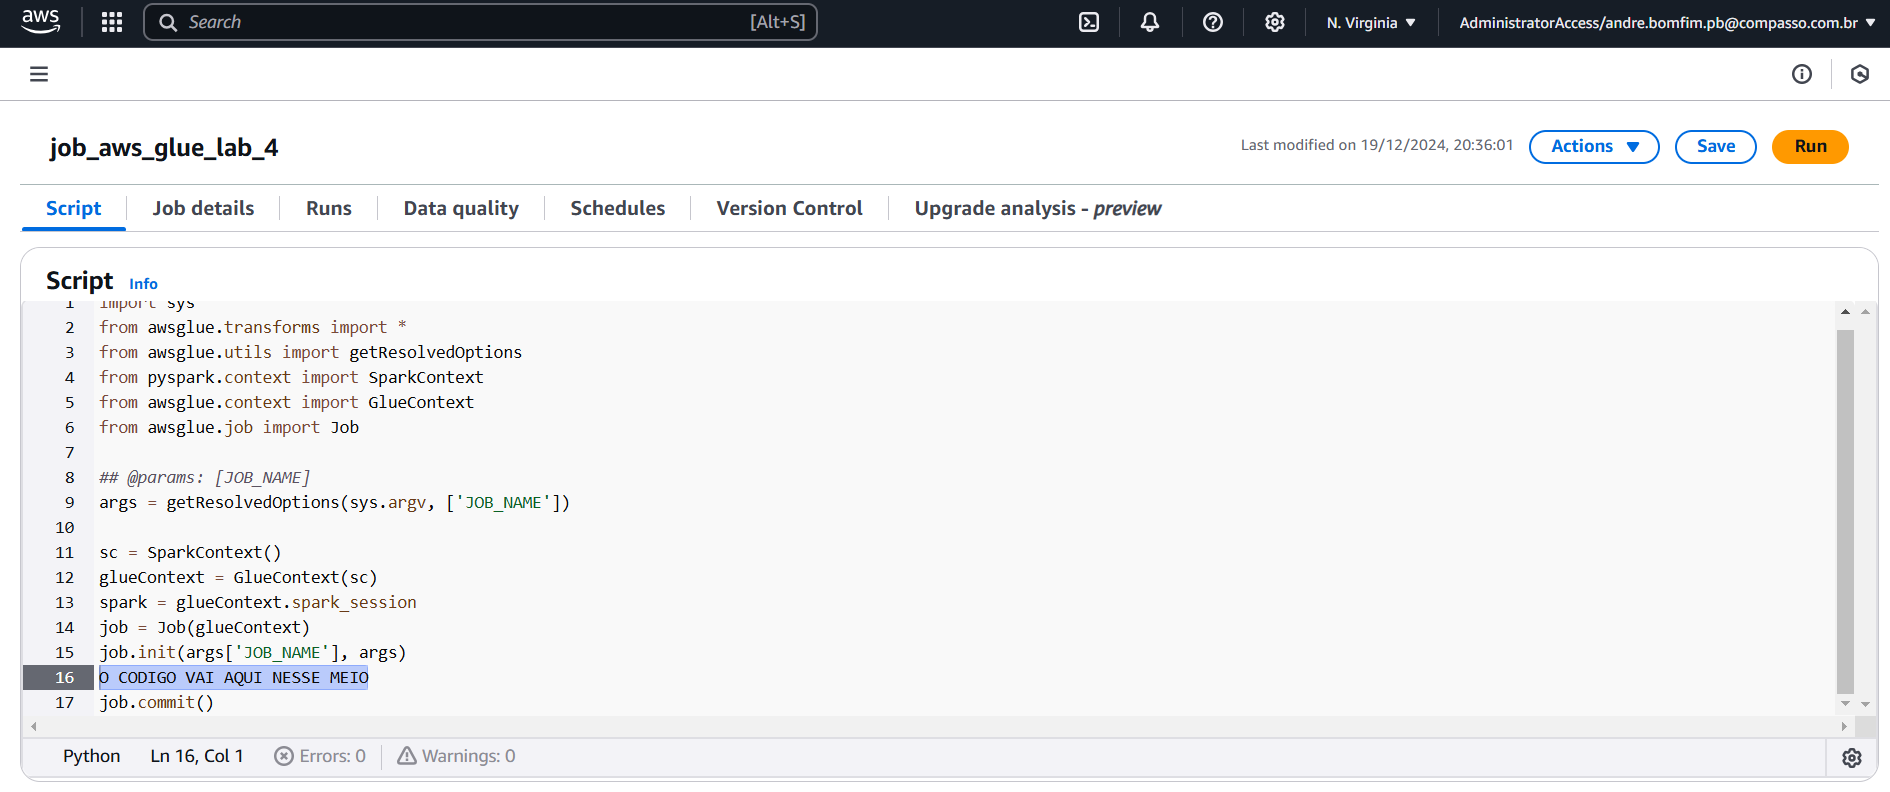 aws
Search [Alt+S] N. Virginia AdministratorAccess/andre.bomfim.pb@compasso.com.br
job_aws_glue_lab_4
Last modified on 19/12/2024, 20:36:01 Actions Save Run
Script Job details Runs Data quality Schedules Version Control Upgrade analysis - preview
Script Info
1 import sys
2 from awsglue.transforms import *
3 from awsglue.utils import getResolvedOptions
4 from pyspark.context import SparkContext
5 from awsglue.context import GlueContext
6 from awsglue.job import Job
7
8 ## @params: [JOB_NAME]
9 args = getResolvedOptions(sys.argv, ['JOB_NAME'])
10
11 sc = SparkContext()
12 glueContext = GlueContext(sc)
13 spark = glueContext.spark_session
14 job = Job(glueContext)
15 job.init(args['JOB_NAME'], args)
16 O CODIGO VAI AQUI NESSE MEIO
17 job.commit()
Python Ln 16, Col 1 Errors: 0 Warnings: 0